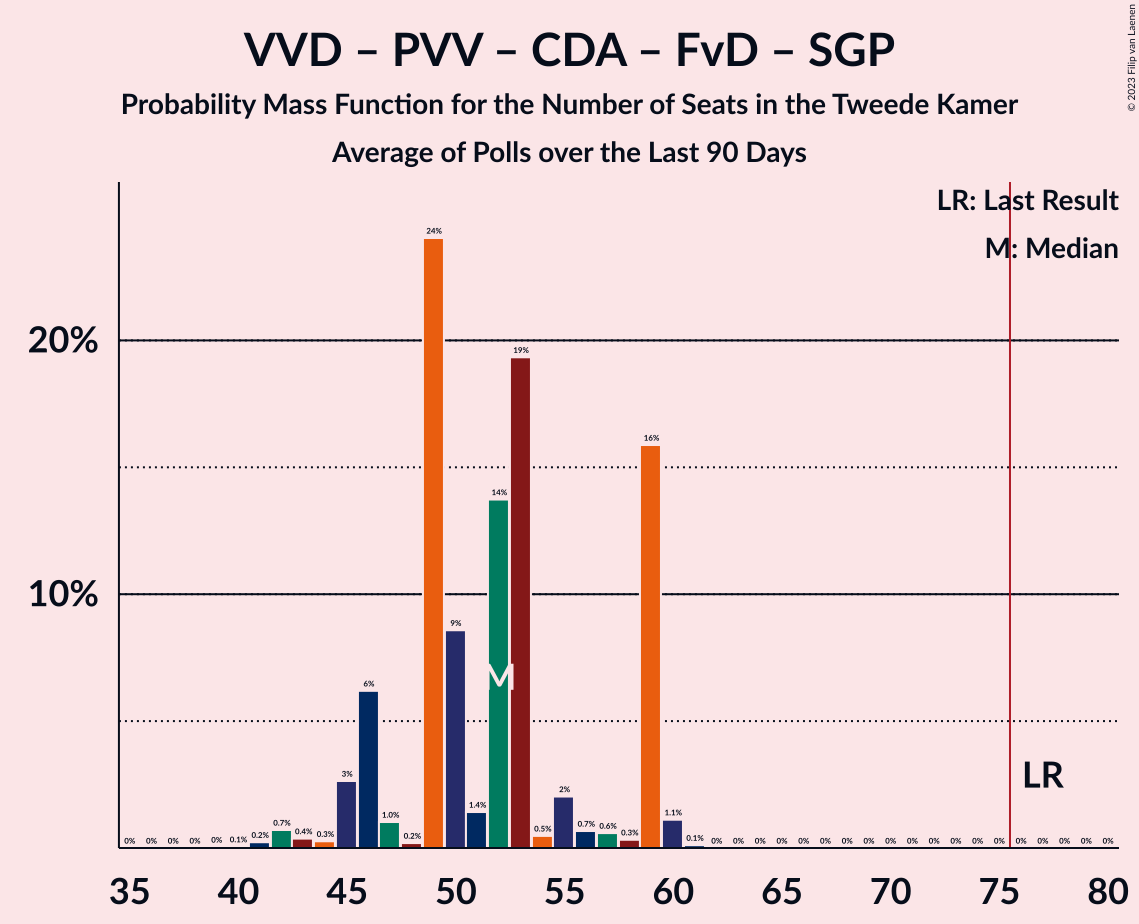 VVD – PVV – CDA – FvD – SGP
Probability Mass Function for the Number of Seats in the Tweede Kamer
Average of Polls over the Last 90 Days
© 2023 Filip van Laenen
LR: Last Result
M: Median
24%
20%
19%
16%
14%
10%
9%
M
6%
LR
3%
2%
1.4%
1.0%
1.1%
0.7%
0.7%
0.6%
0.5%
0.4%
0.3%
0.3%
0.2%
0.2%
0% 0% 0% 0% 0% 0.1% 0.1% 0% 0% 0% 0% 0% 0% 0% 0% 0% 0% 0% 0% 0% 0% 0% 0% 0% 0% 0%
35 40 45 50 55 60 65 70 75 80